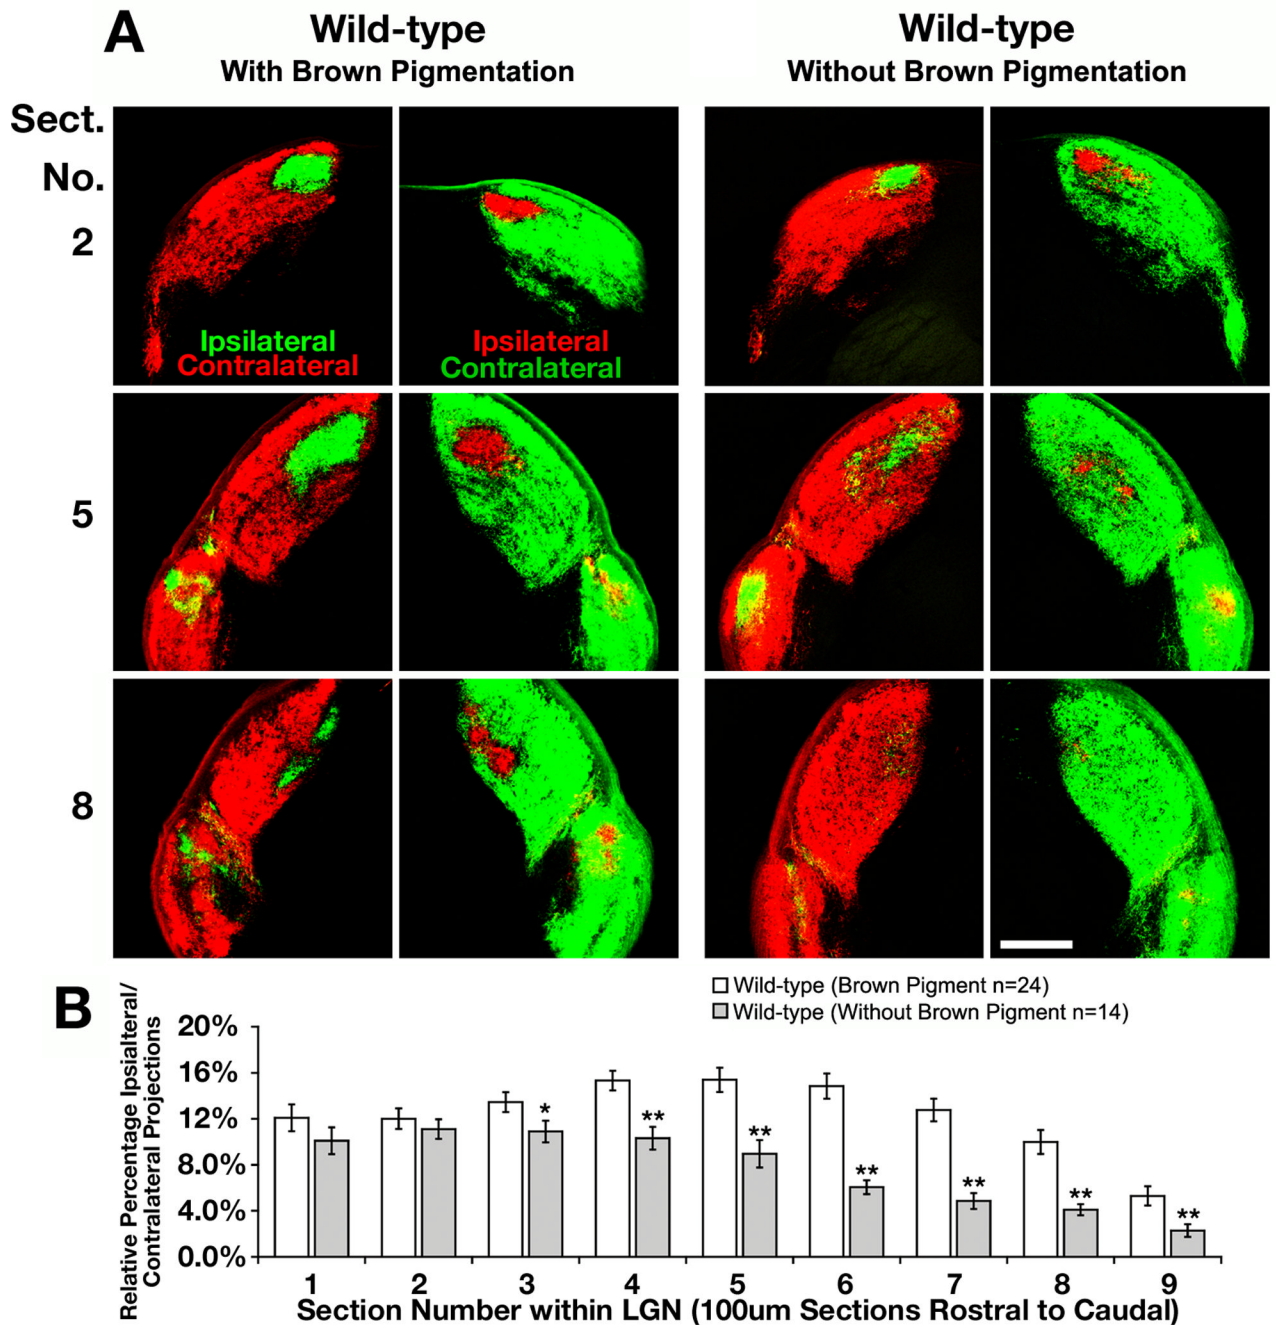 A
Wild-type
With Brown Pigmentation
Wild-type
Without Brown Pigmentation
Sect.
No.
2
Ipsilateral
Contralateral
Ipsilateral
Contralateral
5
8
B
Wild-type (Brown Pigment n=24)
Wild-type (Without Brown Pigment n=14)
Relative Percentage Ipsialteral/
Contralateral Projections
20%
16%
12%
8.0%
4.0%
0.0%
*
**
**
**
**
**
**
1 2 3 4 5 6 7 8 9
Section Number within LGN (100um Sections Rostral to Caudal)